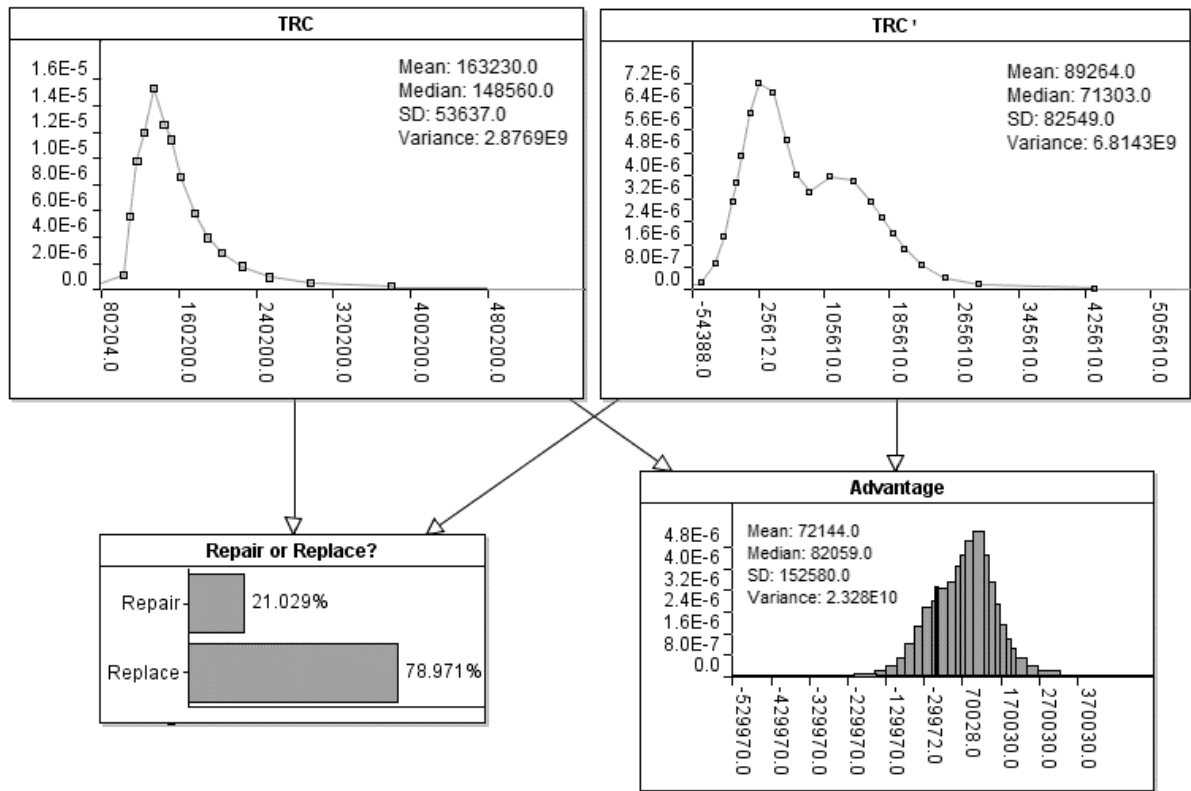 TRC
1.6E-5
1.4E-5
1.2E-5
1.0E-5
8.0E-6
6.0E-6
4.0E-6
2.0E-6
0.0
Mean: 163230.0
Median: 148560.0
SD: 53637.0
Variance: 2.8769E9
80204.0
160200.0
240200.0
320200.0
400200.0
480200.0
TRC '
7.2E-6
6.4E-6
5.6E-6
4.8E-6
4.0E-6
3.2E-6
2.4E-6
1.6E-6
8.0E-7
0.0
Mean: 89264.0
Median: 71303.0
SD: 82549.0
Variance: 6.8143E9
-54388.0
25612.0
105610.0
185610.0
265610.0
345610.0
425610.0
505610.0
Repair or Replace?
Repair
21.029%
Replace
78.971%
Advantage
4.8E-6
4.0E-6
3.2E-6
2.4E-6
1.6E-6
8.0E-7
0.0
Mean: 72144.0
Median: 82059.0
SD: 152580.0
Variance: 2.328E10
-529970.0
-429970.0
-329970.0
-229970.0
-129970.0
-29972.0
70028.0
170030.0
270030.0
370030.0